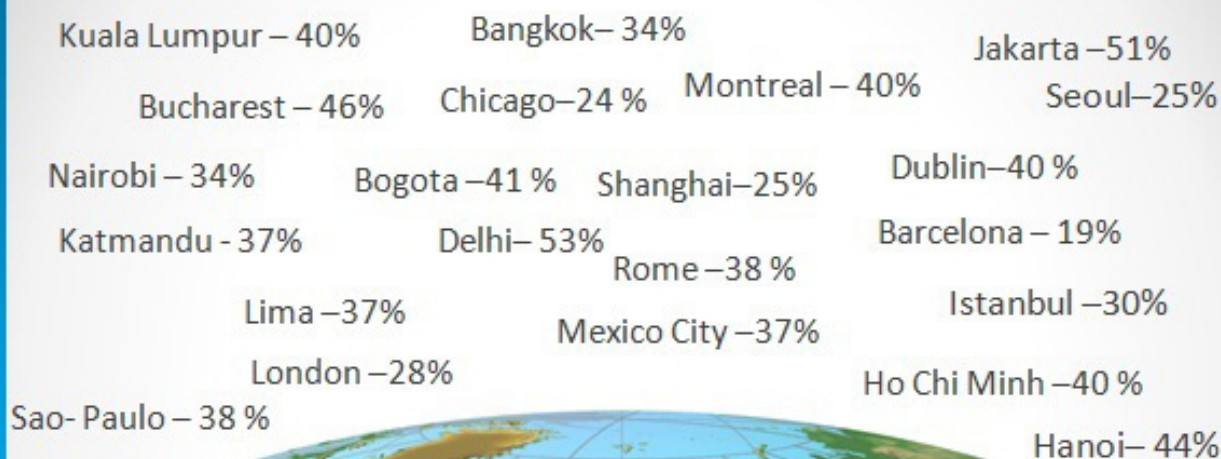 Kuala Lumpur – 40%
Bangkok– 34%
Jakarta –51%
Bucharest – 46%
Chicago–24 %
Montreal – 40%
Seoul–25%
Nairobi – 34%
Bogota –41 %
Shanghai–25%
Dublin–40 %
Katmandu - 37%
Delhi– 53%
Barcelona – 19%
Rome –38 %
Lima –37%
Mexico City –37%
Istanbul –30%
London –28%
Ho Chi Minh –40 %
Sao- Paulo – 38 %
Hanoi– 44%